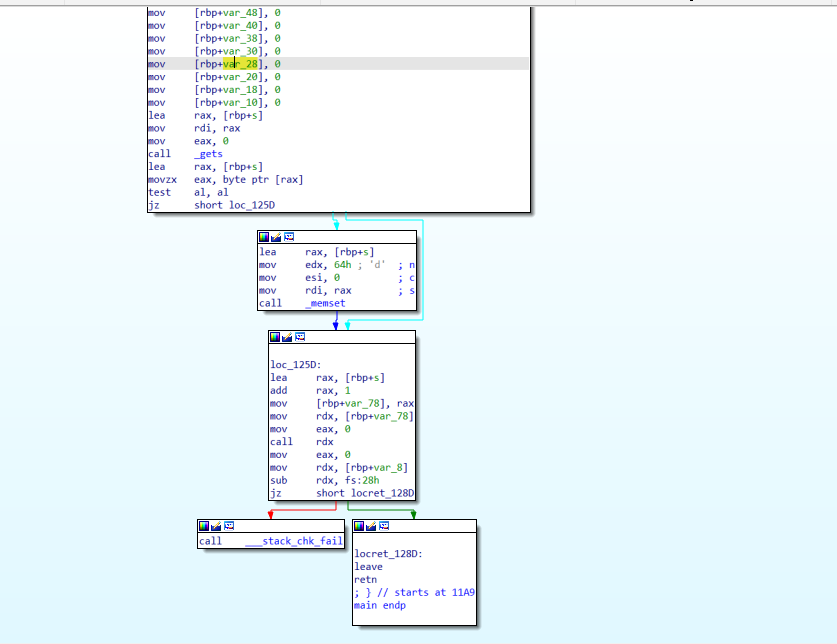 mov     [rbp+var_48], 0
mov     [rbp+var_40], 0
mov     [rbp+var_38], 0
mov     [rbp+var_30], 0
mov     [rbp+var_28], 0
mov     [rbp+var_20], 0
mov     [rbp+var_18], 0
mov     [rbp+var_10], 0
lea     rax, [rbp+s]
mov     rdi, rax
mov     eax, 0
call    _gets
lea     rax, [rbp+s]
movzx   eax, byte ptr [rax]
test    al, al
jz      short loc_125D
lea     rax, [rbp+s]
mov     edx, 64h ; 'd'  ; n
mov     esi, 0          ; c
mov     rdi, rax        ; s
call    _memset
loc_125D:
lea     rax, [rbp+s]
add     rax, 1
mov     [rbp+var_78], rax
mov     rdx, [rbp+var_78]
mov     eax, 0
call    rdx
mov     eax, 0
mov     rdx, [rbp+var_8]
sub     rdx, fs:28h
jz      short locret_128D
call    ___stack_chk_fail
locret_128D:
leave
retn
; } // starts at 11A9
main endp